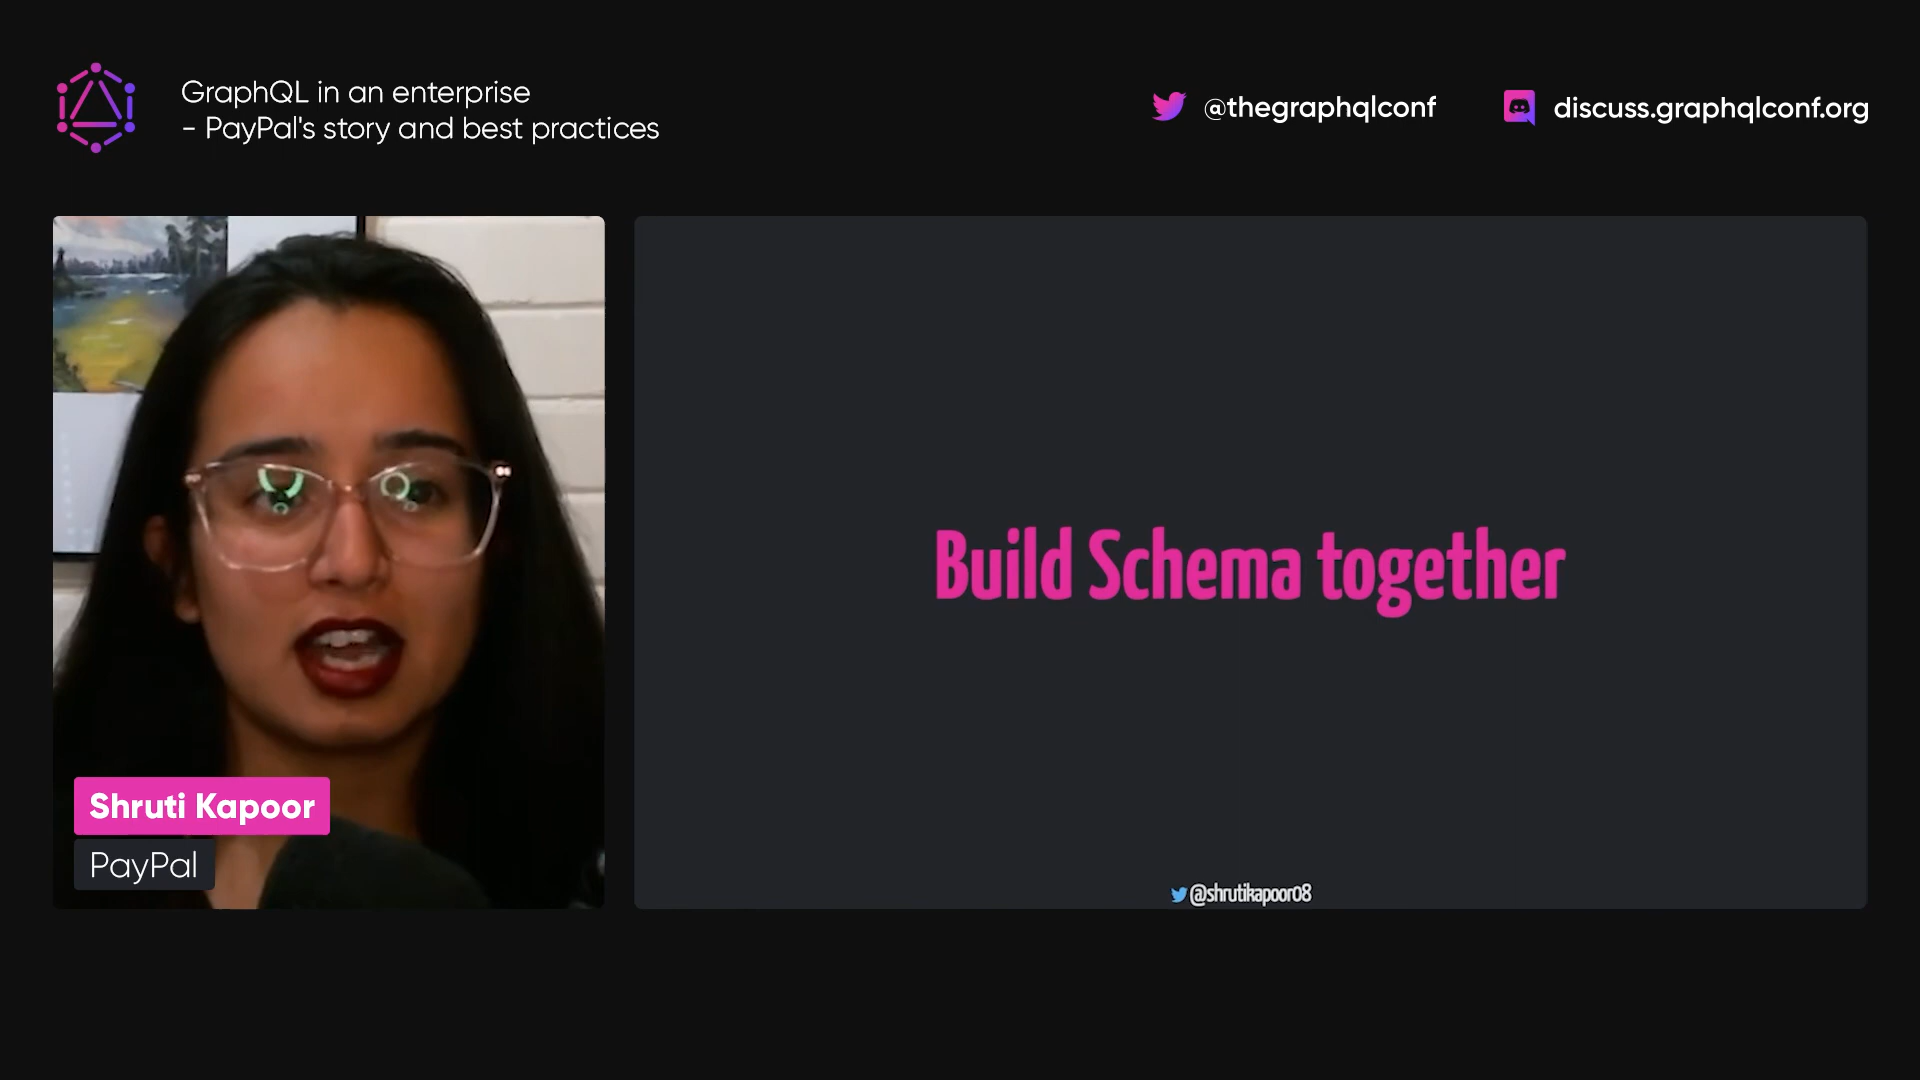 GraphQL in an enterprise
- PayPal's story and best practices
@thegraphqlconf
discuss.graphqlconf.org
Shruti Kapoor
PayPal
Build Schema together
@shrutikapoor08